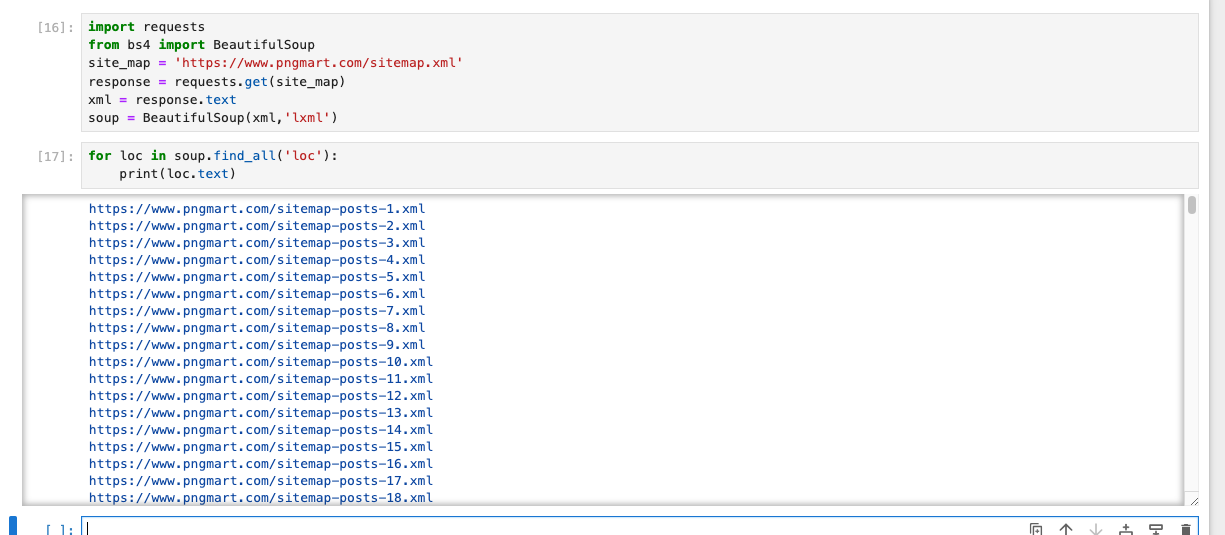 [16]: import requests
from bs4 import BeautifulSoup
site_map = 'https://www.pngmart.com/sitemap.xml'
response = requests.get(site_map)
xml = response.text
soup = BeautifulSoup(xml,'lxml')
[17]: for loc in soup.find_all('loc'):
    print(loc.text)
https://www.pngmart.com/sitemap-posts-1.xml
https://www.pngmart.com/sitemap-posts-2.xml
https://www.pngmart.com/sitemap-posts-3.xml
https://www.pngmart.com/sitemap-posts-4.xml
https://www.pngmart.com/sitemap-posts-5.xml
https://www.pngmart.com/sitemap-posts-6.xml
https://www.pngmart.com/sitemap-posts-7.xml
https://www.pngmart.com/sitemap-posts-8.xml
https://www.pngmart.com/sitemap-posts-9.xml
https://www.pngmart.com/sitemap-posts-10.xml
https://www.pngmart.com/sitemap-posts-11.xml
https://www.pngmart.com/sitemap-posts-12.xml
https://www.pngmart.com/sitemap-posts-13.xml
https://www.pngmart.com/sitemap-posts-14.xml
https://www.pngmart.com/sitemap-posts-15.xml
https://www.pngmart.com/sitemap-posts-16.xml
https://www.pngmart.com/sitemap-posts-17.xml
https://www.pngmart.com/sitemap-posts-18.xml
[ ]: